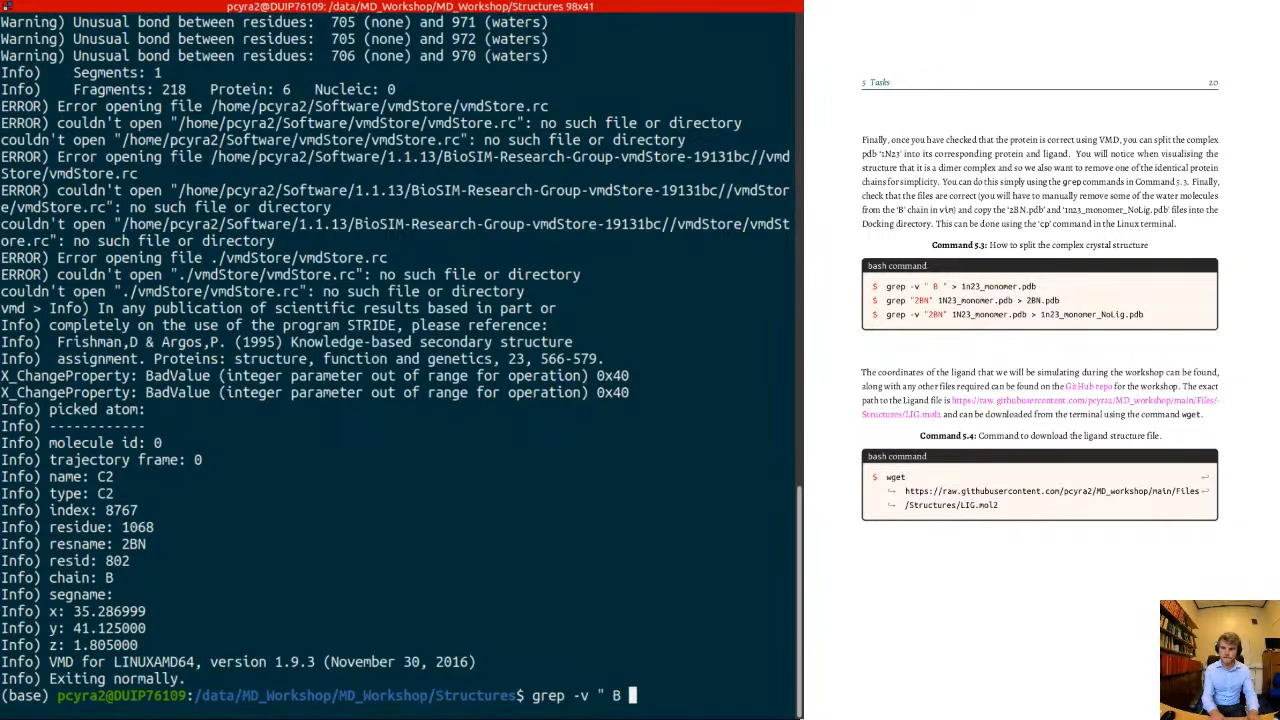 pcyra2@DUIP76109: /data/MD_Workshop/MD_Workshop/Structures 98x41
Warning) Unusual bond between residues:  705 (none) and 971 (waters)
Warning) Unusual bond between residues:  705 (none) and 972 (waters)
Warning) Unusual bond between residues:  706 (none) and 970 (waters)
Info)    Segments: 1
Info)    Fragments: 218   Protein: 6   Nucleic: 0
ERROR) Error opening file /home/pcyra2/Software/vmdStore/vmdStore.rc
ERROR) couldn't open "/home/pcyra2/Software/vmdStore/vmdStore.rc": no such file or directory
couldn't open "/home/pcyra2/Software/vmdStore/vmdStore.rc": no such file or directory
ERROR) Error opening file /home/pcyra2/Software/1.1.13/BioSIM-Research-Group-vmdStore-19131bc//vmd
Store/vmdStore.rc
ERROR) couldn't open "/home/pcyra2/Software/1.1.13/BioSIM-Research-Group-vmdStore-19131bc//vmdStor
e/vmdStore.rc": no such file or directory
couldn't open "/home/pcyra2/Software/1.1.13/BioSIM-Research-Group-vmdStore-19131bc//vmdStore/vmdSt
ore.rc": no such file or directory
ERROR) Error opening file ./vmdStore/vmdStore.rc
ERROR) couldn't open "./vmdStore/vmdStore.rc": no such file or directory
couldn't open "./vmdStore/vmdStore.rc": no such file or directory
vmd > Info) In any publication of scientific results based in part or
Info) completely on the use of the program STRIDE, please reference:
Info)  Frishman,D & Argos,P. (1995) Knowledge-based secondary structure
Info)  assignment. Proteins: structure, function and genetics, 23, 566-579.
X_ChangeProperty: BadValue (integer parameter out of range for operation) 0x40
X_ChangeProperty: BadValue (integer parameter out of range for operation) 0x40
Info) picked atom:
Info) ------------
Info) molecule id: 0
Info) trajectory frame: 0
Info) name: C2
Info) type: C2
Info) index: 8767
Info) residue: 1068
Info) resname: 2BN
Info) resid: 802
Info) chain: B
Info) segname:
Info) x: 35.286999
Info) y: 41.125000
Info) z: 1.805000
Info) VMD for LINUXAMD64, version 1.9.3 (November 30, 2016)
Info) Exiting normally.
(base) pcyra2@DUIP76109:/data/MD_Workshop/MD_Workshop/Structures$ grep -v " B
5 Tasks 20
Finally, once you have checked that the protein is correct using VMD, you can split the complex
pdb '1N23' into its corresponding protein and ligand. You will notice when visualising the
structure that it is a dimer complex and so we also want to remove one of the identical protein
chains for simplicity. You can do this simply using the grep commands in Command 5.3. Finally,
check that the files are correct (you will have to manually remove some of the water molecules
from the 'B' chain in vim) and copy the '2BN.pdb' and '1n23_monomer_NoLig.pdb' files into the
Docking directory. This can be done using the 'cp' command in the Linux terminal.
Command 5.3: How to split the complex crystal structure
bash command
$ grep -v " B " > 1n23_monomer.pdb
$ grep "2BN" 1N23_monomer.pdb > 2BN.pdb
$ grep -v "2BN" 1N23_monomer.pdb > 1n23_monomer_NoLig.pdb
The coordinates of the ligand that we will be simulating during the workshop can be found,
along with any other files required can be found on the GitHub repo for the workshop. The exact
path to the Ligand file is https://raw.githubusercontent.com/pcyra2/MD_workshop/main/Files/-
Structures/LIG.mol2 and can be downloaded from the terminal using the command wget.
Command 5.4: Command to download the ligand structure file.
bash command
$ wget ↩
↪ https://raw.githubusercontent.com/pcyra2/MD_workshop/main/Files ↩
↪ /Structures/LIG.mol2